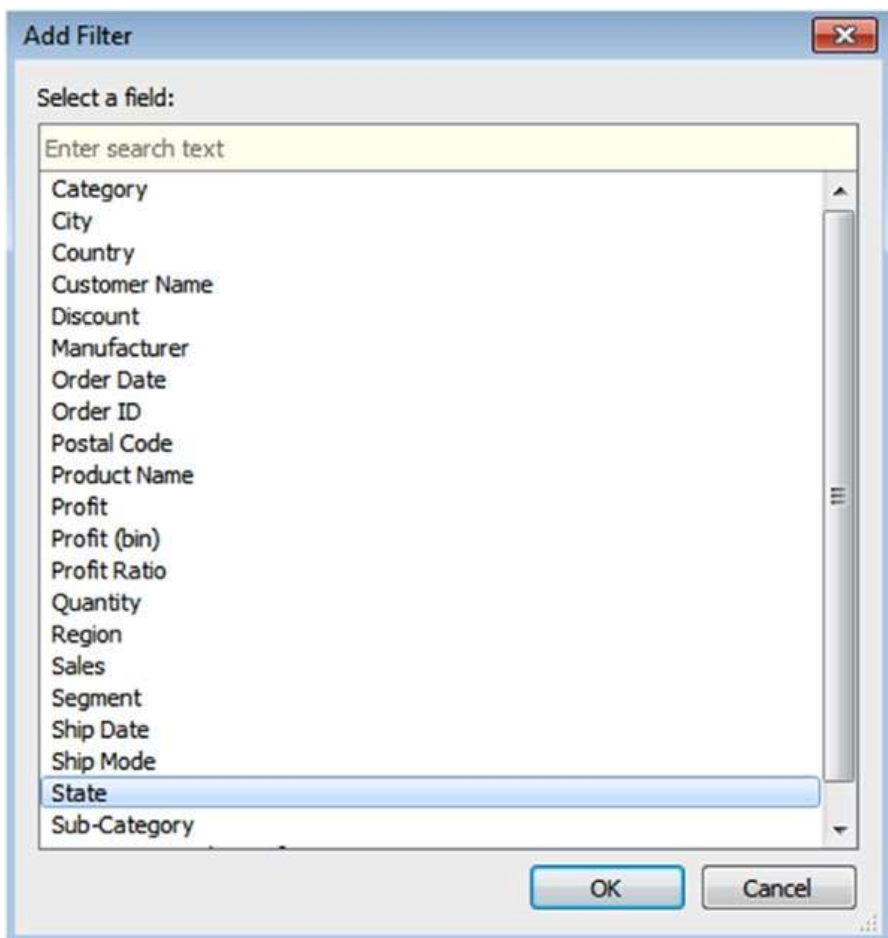 Add Filter
Select a field:
Enter search text
Category
City
Country
Customer Name
Discount
Manufacturer
Order Date
Order ID
Postal Code
Product Name
Profit
Profit (bin)
Profit Ratio
Quantity
Region
Sales
Segment
Ship Date
Ship Mode
State
Sub-Category
OK Cancel